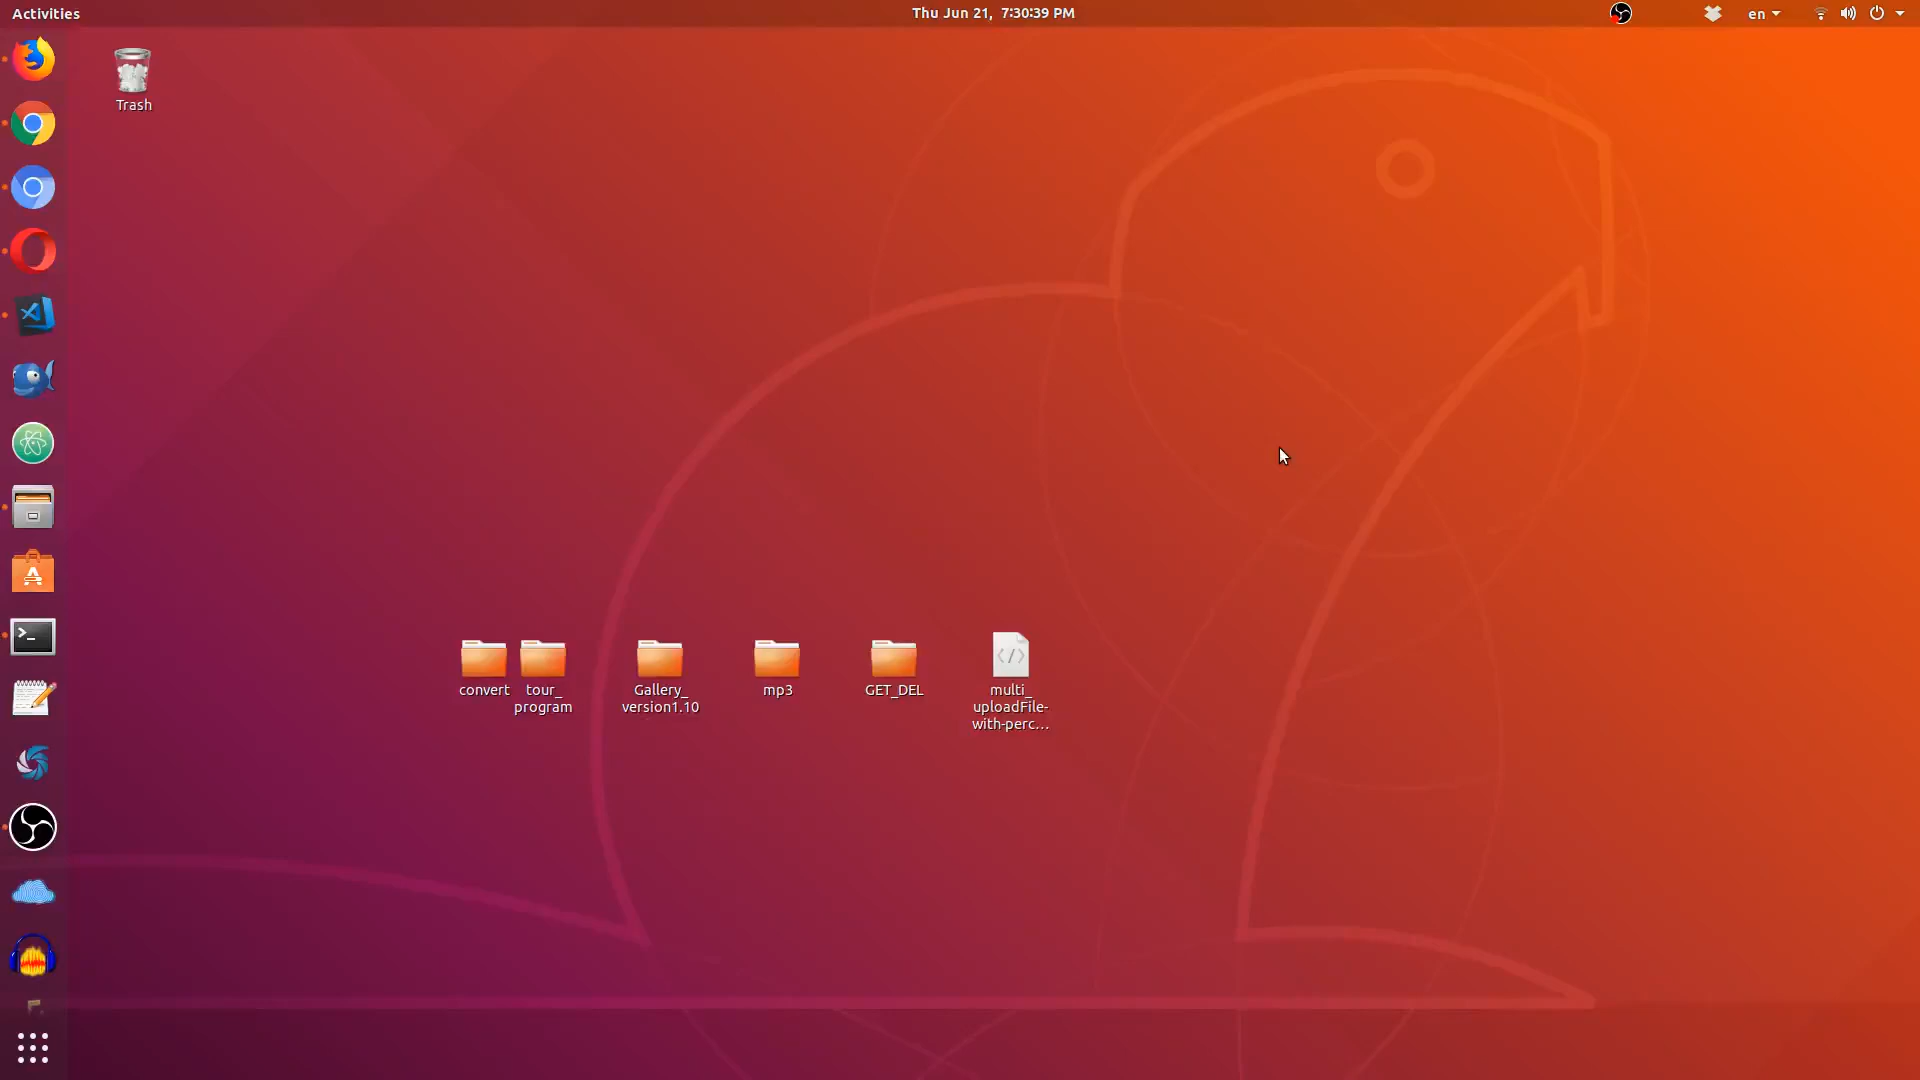 Activities
Thu Jun 21, 7:30:39 PM
en
Trash
convert
tour_
program
Gallery_
version1.10
mp3
GET_DEL
multi_
uploadFile-
with-perc...